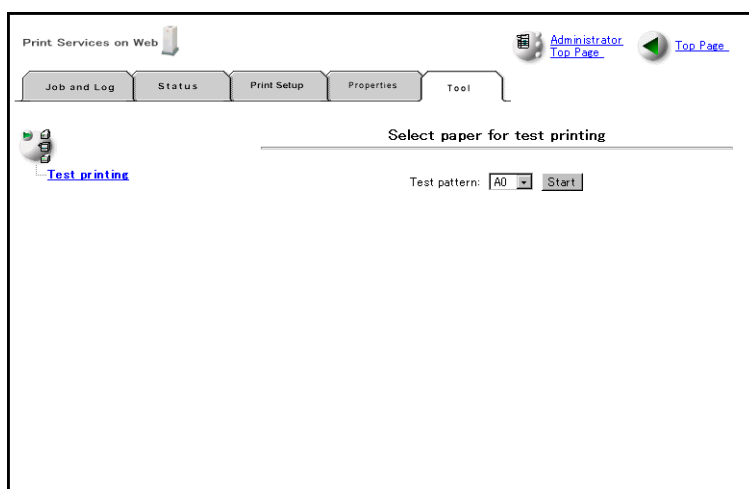 Print Services on Web
Administrator
Top Page
Top Page
Job and Log
Status
Print Setup
Properties
Tool
Select paper for test printing
Test printing
Test pattern: A0 Start